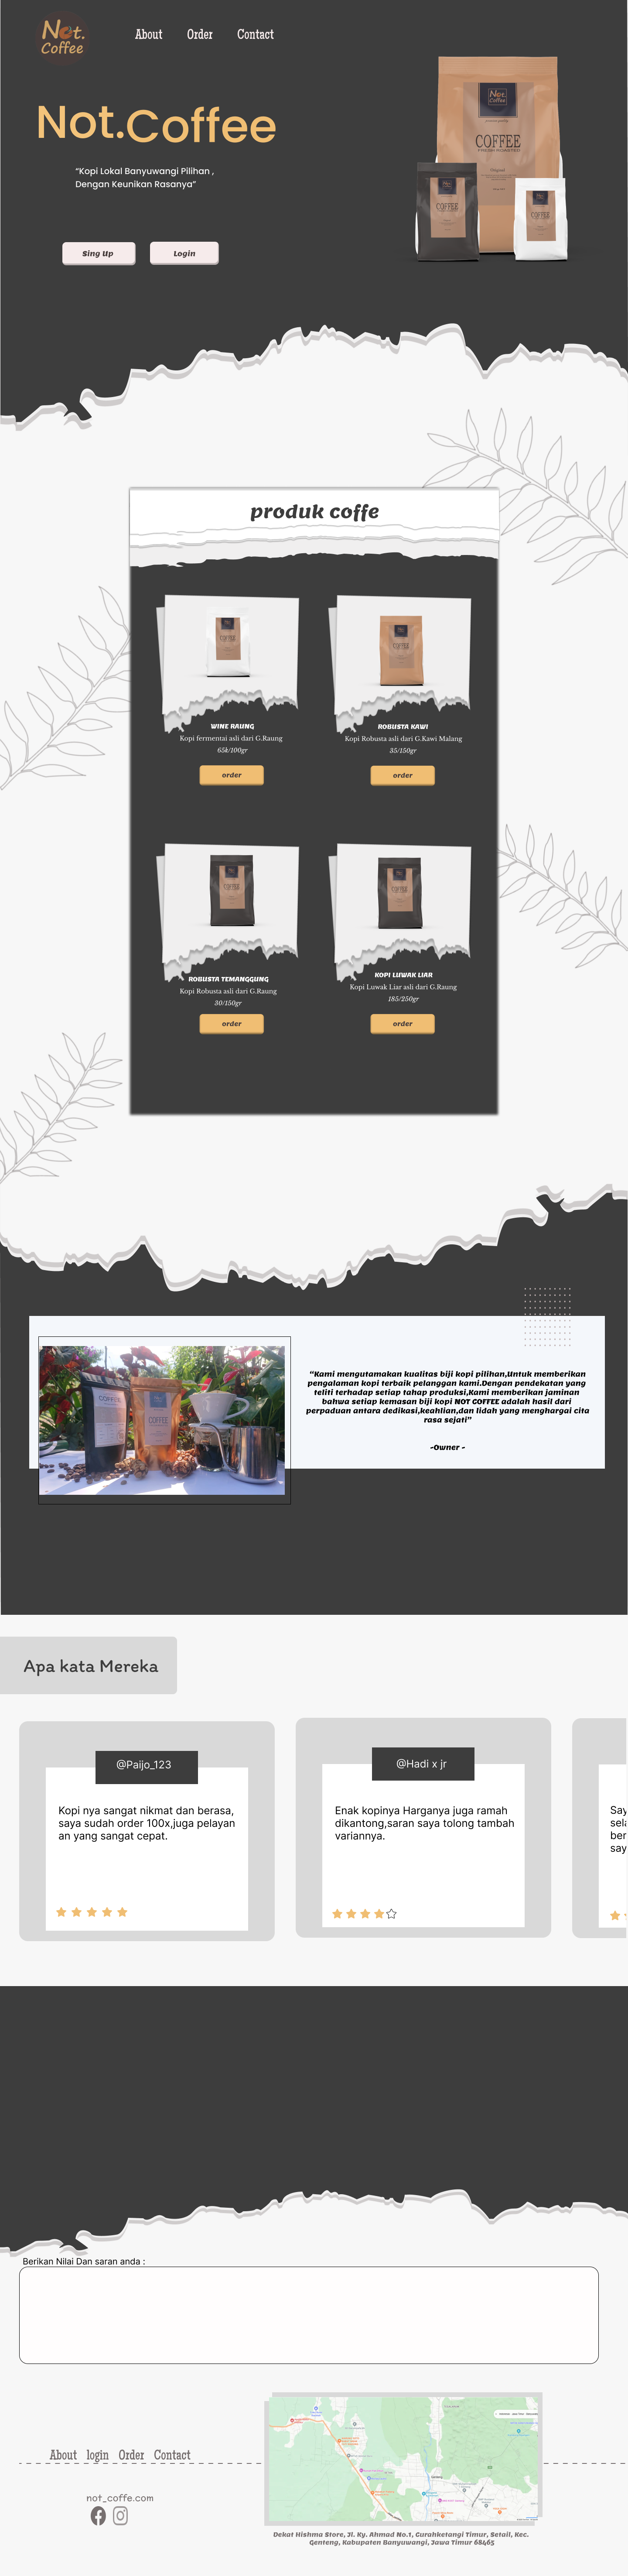 Not.
Coffee
About Order Contact
Not.Coffee
“Kopi Lokal Banyuwangi Pilihan ,
Dengan Keunikan Rasanya”
Sing Up Login
Not.
Coffee
COFFEE
COFFEE
COFFEE
produk coffe
COFFEE
COFFEE
WINE RAUNG
Kopi fermentai asli dari G.Raung
65k/100gr
order
ROBUSTA KAWI
Kopi Robusta asli dari G.Kawi Malang
35/150gr
order
COFFEE
COFFEE
ROBUSTA TEMANGGUNG
Kopi Robusta asli dari G.Raung
30/150gr
order
KOPI LUWAK LIAR
Kopi Luwak Liar asli dari G.Raung
185/250gr
order
COFFEE
COFFEE
“Kami mengutamakan kualitas biji kopi pilihan,Untuk memberikan
pengalaman kopi terbaik pelanggan kami.Dengan pendekatan yang
teliti terhadap setiap tahap produksi,Kami memberikan jaminan
bahwa setiap kemasan biji kopi NOT COFFEE adalah hasil dari
perpaduan antara dedikasi,keahlian,dan lidah yang menghargai cita
rasa sejati”
-Owner -
Apa kata Mereka
@Paijo_123
Kopi nya sangat nikmat dan berasa,
saya sudah order 100x,juga pelayan
an yang sangat cepat.
@Hadi x jr
Enak kopinya Harganya juga ramah
dikantong,saran saya tolong tambah
variannya.
Say
sela
ber
say
Berikan Nilai Dan saran anda :
About login Order Contact
not_coffe.com
Dekat Hishma Store, Jl. Ky. Ahmad No.1, Curahketangi Timur, Setail, Kec.
Genteng, Kabupaten Banyuwangi, Jawa Timur 68465